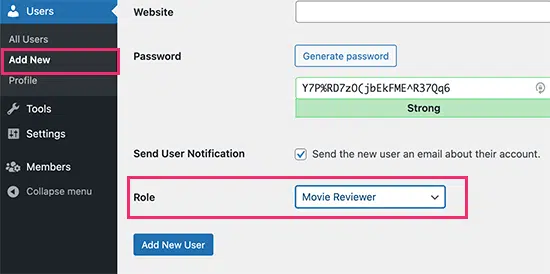 Users
All Users
Add New
Profile
Tools
Settings
Members
Collapse menu
Website
Password
Generate password
Y7P%RD7zO(jbEkFME^R37Qq6
Strong
Send User Notification
Send the new user an email about their account.
Role
Movie Reviewer
Add New User